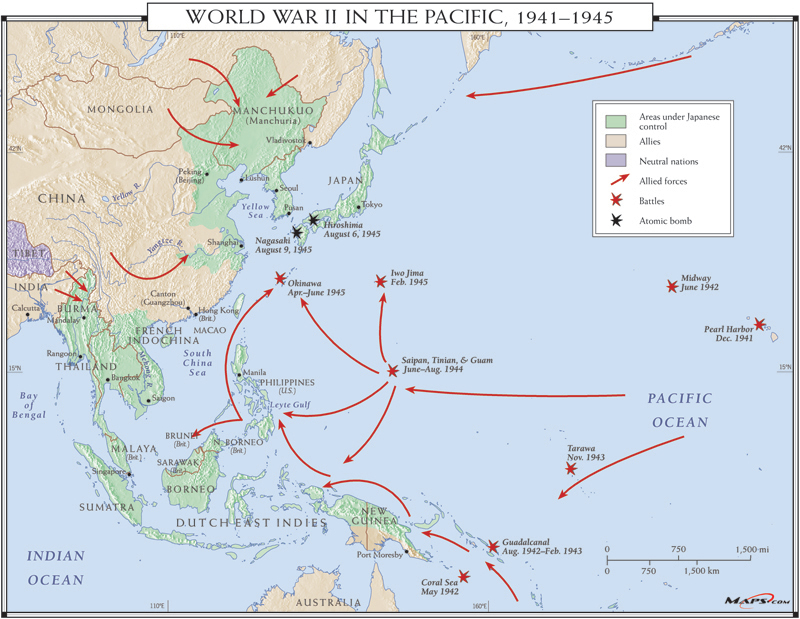 WORLD WAR II IN THE PACIFIC, 1941–1945
110°E
160°E
MONGOLIA
MANCHUKUO
(Manchuria)
Vladivostok
42°N
42°N
Areas under Japanese
control
Allies
Neutral nations
Allied forces
Battles
Atomic bomb
Peking
(Beijing)
Lushun
JAPAN
Seoul
CHINA
Yellow R.
Yellow
Sea
Pusan
Tokyo
Hiroshima
August 6, 1945
Nagasaki
August 9, 1945
Yangtze R.
Shanghai
TIBET
INDIA
Okinawa
Apr.–June 1945
Iwo Jima
Feb. 1945
Midway
June 1942
Calcutta
BURMA
Mandalay
Canton
(Guangzhou)
Hong Kong
(Brit.)
MACAO
Pearl Harbor
Dec. 1941
FRENCH
INDOCHINA
Rangoon
THAILAND
Mekong R.
South
China
Sea
Saipan, Tinian, & Guam
June–Aug. 1944
15°N
15°N
Bangkok
Manila
PHILIPPINES
(U.S.)
Bay
of
Bengal
Saigon
Leyte Gulf
PACIFIC
OCEAN
BRUNEI
(Brit.)
N. BORNEO
(Brit.)
MALAYA
(Brit.)
SARAWAK
(Brit.)
Tarawa
Nov. 1943
Singapore
BORNEO
SUMATRA
DUTCH EAST INDIES
NEW
GUINEA
Port Moresby
Guadalcanal
Aug. 1942–Feb. 1943
INDIAN
OCEAN
Coral Sea
May 1942
0 750 1,500 mi
0 750 1,500 km
AUSTRALIA
110°E
160°E
MAPS.COM